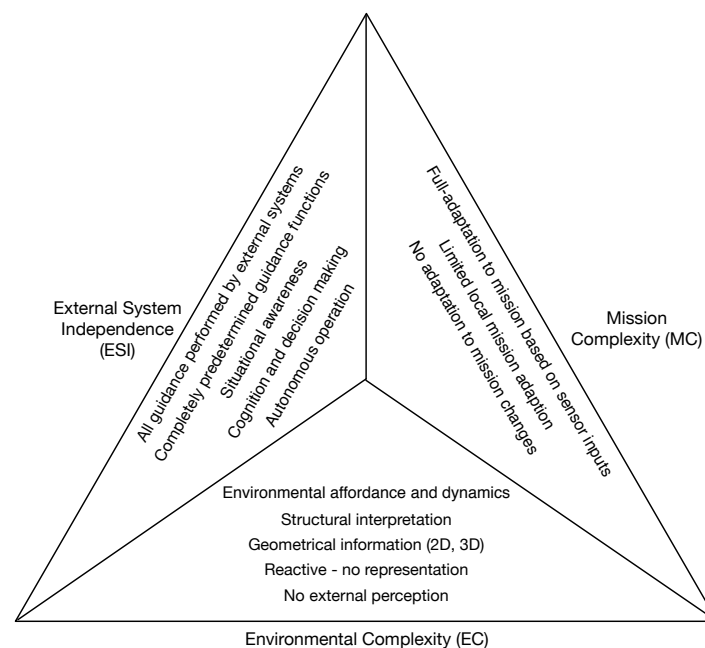 External System
Independence
(ESI)
All guidance performed by external systems
Completely predetermined guidance functions
Situational awareness
Cognition and decision making
Autonomous operation
Full-adaptation to mission based on sensor inputs
Limited local mission adaption
No adaptation to mission changes
Mission
Complexity (MC)
Environmental affordance and dynamics
Structural interpretation
Geometrical information (2D, 3D)
Reactive - no representation
No external perception
Environmental Complexity (EC)